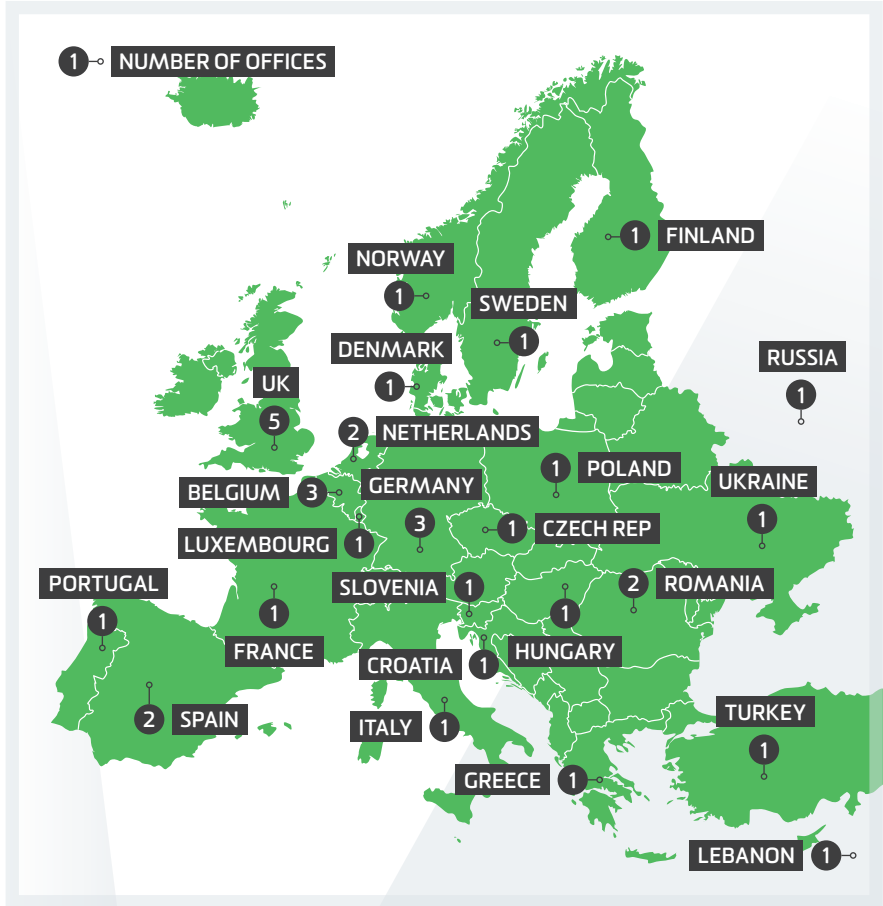 1 NUMBER OF OFFICES
1 FINLAND
NORWAY
1
SWEDEN
1
DENMARK
1
RUSSIA
1
UK
5
2 NETHERLANDS
1 POLAND
UKRAINE
1
BELGIUM 3
GERMANY
3
1 CZECH REP
LUXEMBOURG 1
PORTUGAL
1
SLOVENIA 1
2 ROMANIA
1
FRANCE
1
HUNGARY
CROATIA 1
2 SPAIN
ITALY 1
TURKEY
1
GREECE 1
LEBANON 1